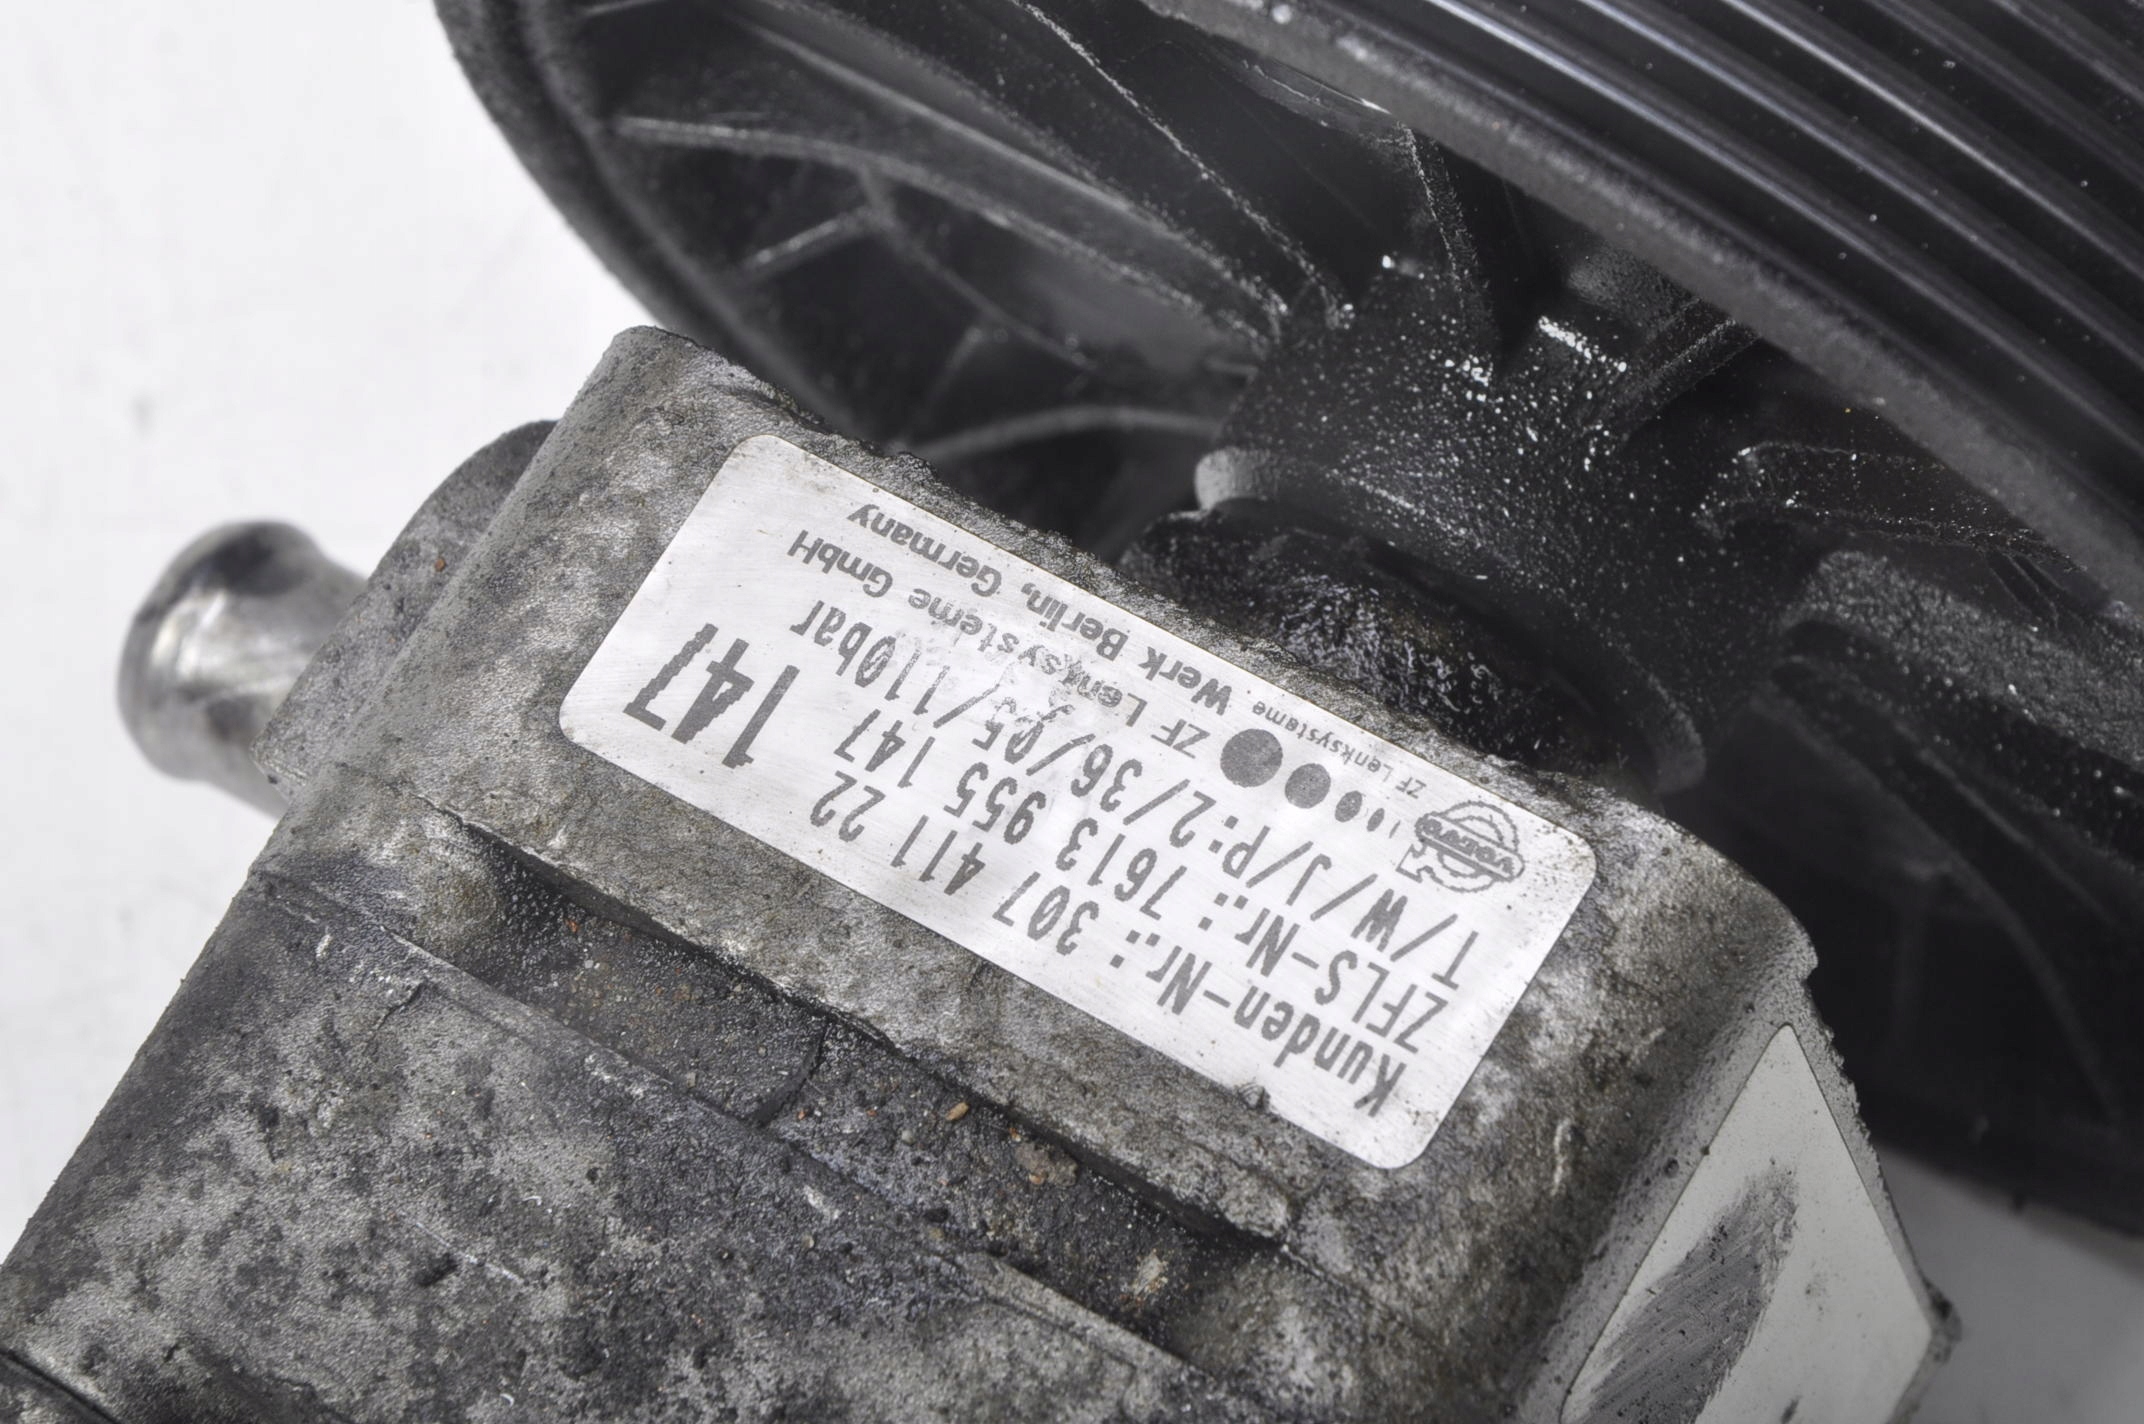 Kunden-Nr.: 307 411 22
ZFLS-Nr.: 7613 955 147
147
T/W/J/P:2/36/05/110bar
VOLVO
ZF Lenksysteme GmbH
ZF Lenksysteme
Werk Berlin, Germany